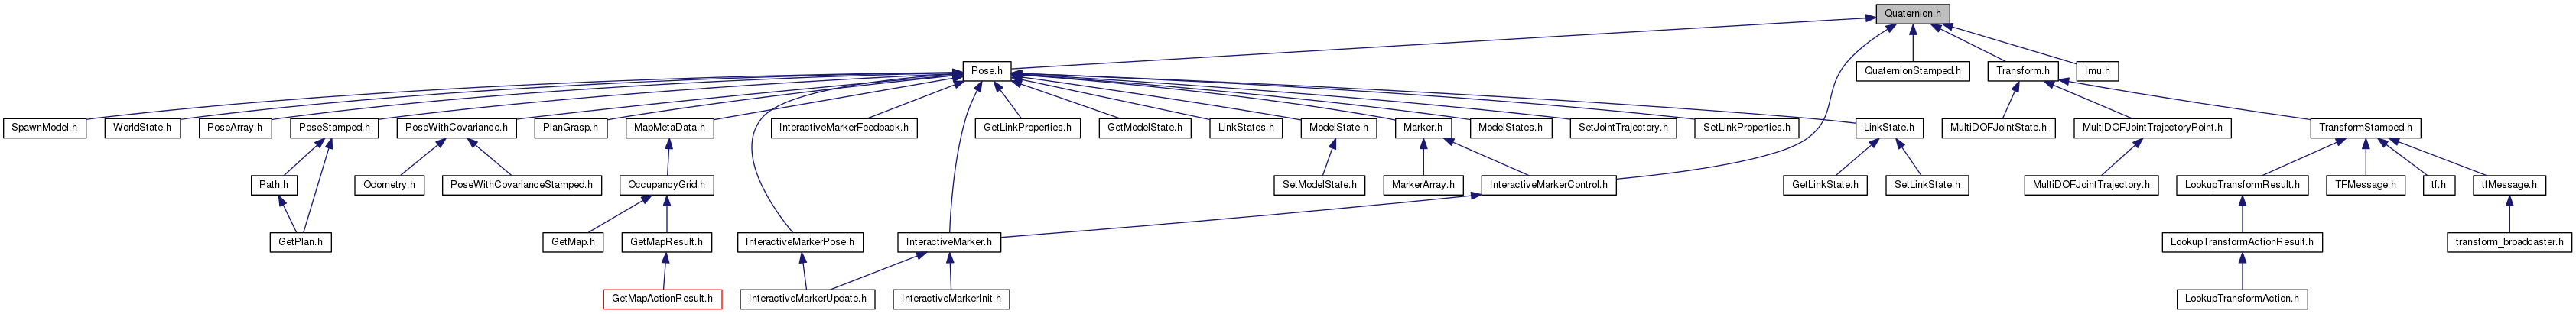 Quaternion.h
Pose.h
QuaternionStamped.h
Transform.h
Imu.h
SpawnModel.h
WorldState.h
PoseArray.h
PoseStamped.h
PoseWithCovariance.h
PlanGrasp.h
MapMetaData.h
InteractiveMarkerFeedback.h
GetLinkProperties.h
GetModelState.h
LinkStates.h
ModelState.h
Marker.h
ModelStates.h
SetJointTrajectory.h
SetLinkProperties.h
LinkState.h
MultiDOFJointState.h
MultiDOFJointTrajectoryPoint.h
TransformStamped.h
Path.h
Odometry.h
PoseWithCovarianceStamped.h
OccupancyGrid.h
SetModelState.h
MarkerArray.h
InteractiveMarkerControl.h
GetLinkState.h
SetLinkState.h
MultiDOFJointTrajectory.h
LookupTransformResult.h
TFMessage.h
tf.h
tfMessage.h
GetPlan.h
GetMap.h
GetMapResult.h
InteractiveMarkerPose.h
InteractiveMarker.h
LookupTransformActionResult.h
transform_broadcaster.h
GetMapActionResult.h
InteractiveMarkerUpdate.h
InteractiveMarkerInit.h
LookupTransformAction.h